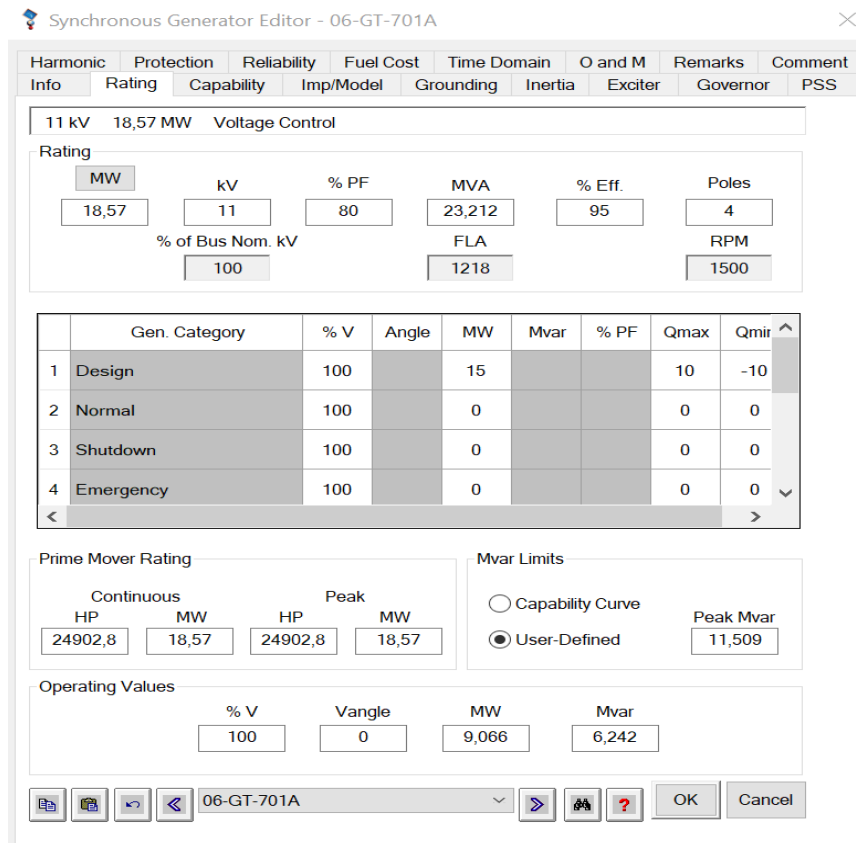 Synchronous Generator Editor - 06-GT-701A
Harmonic Protection Reliability Fuel Cost Time Domain O and M Remarks Comment
Info Rating Capability Imp/Model Grounding Inertia Exciter Governor PSS
11 kV 18,57 MW Voltage Control
Rating
MW kV % PF MVA % Eff. Poles
18,57 11 80 23,212 95 4
% of Bus Nom. kV FLA RPM
100 1218 1500
Gen. Category % V Angle MW Mvar % PF Qmax Qmin
1 Design 100 15 10 -10
2 Normal 100 0 0 0
3 Shutdown 100 0 0 0
4 Emergency 100 0 0 0
Prime Mover Rating Mvar Limits
Continuous Peak Capability Curve
HP MW HP MW Peak Mvar
24902,8 18,57 24902,8 18,57 User-Defined 11,509
Operating Values
% V Vangle MW Mvar
100 0 9,066 6,242
06-GT-701A ? OK Cancel